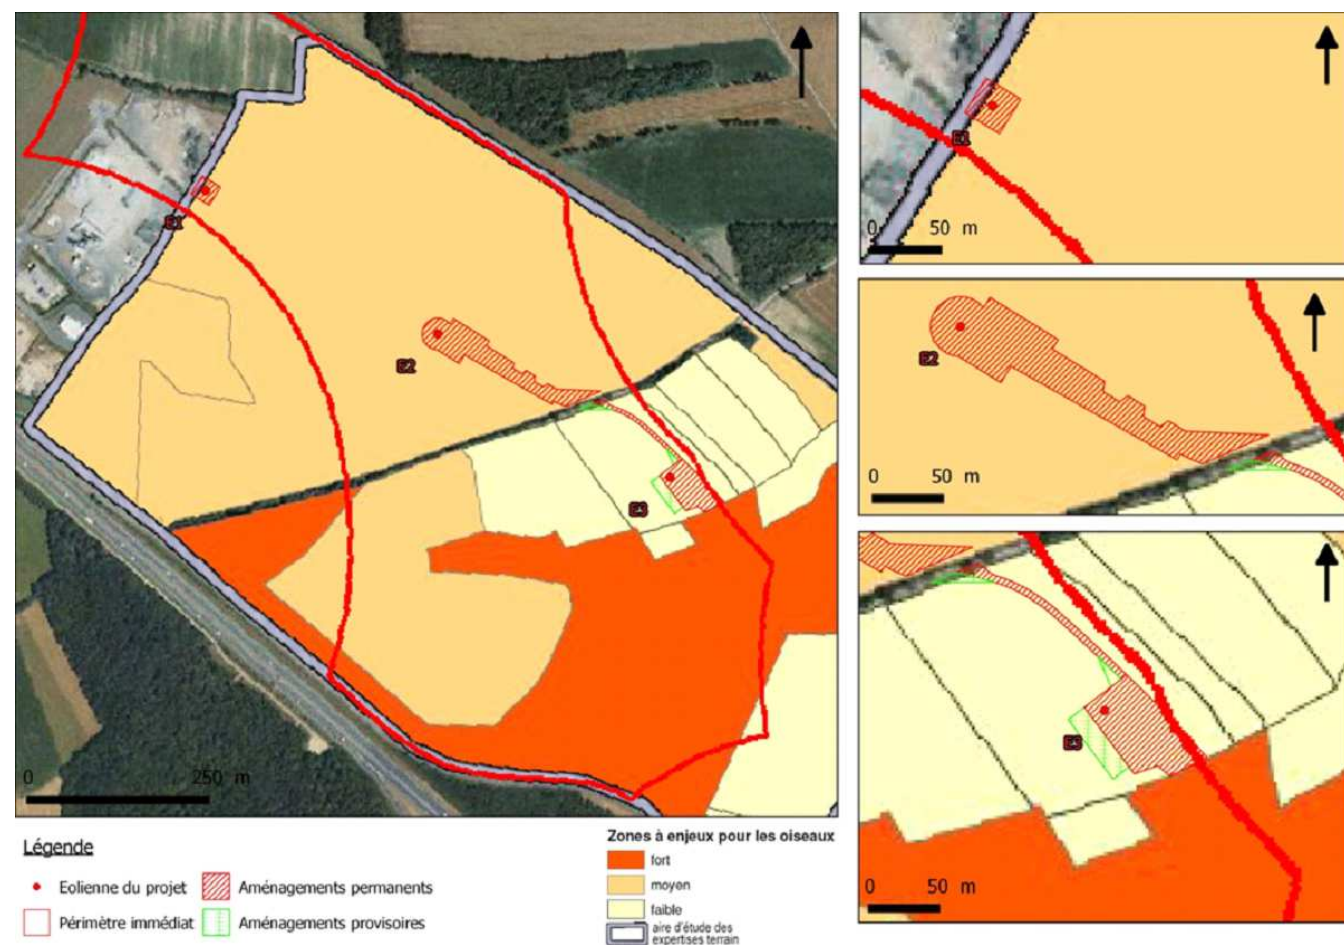 E1
E2
E3
0 250 m
E1
0 50 m
E2
0 50 m
E3
0 50 m
Légende
Eolienne du projet
Aménagements permanents
Périmètre immédiat
Aménagements provisoires
Zones à enjeux pour les oiseaux
fort
moyen
faible
aire d'étude des
expertises terrain